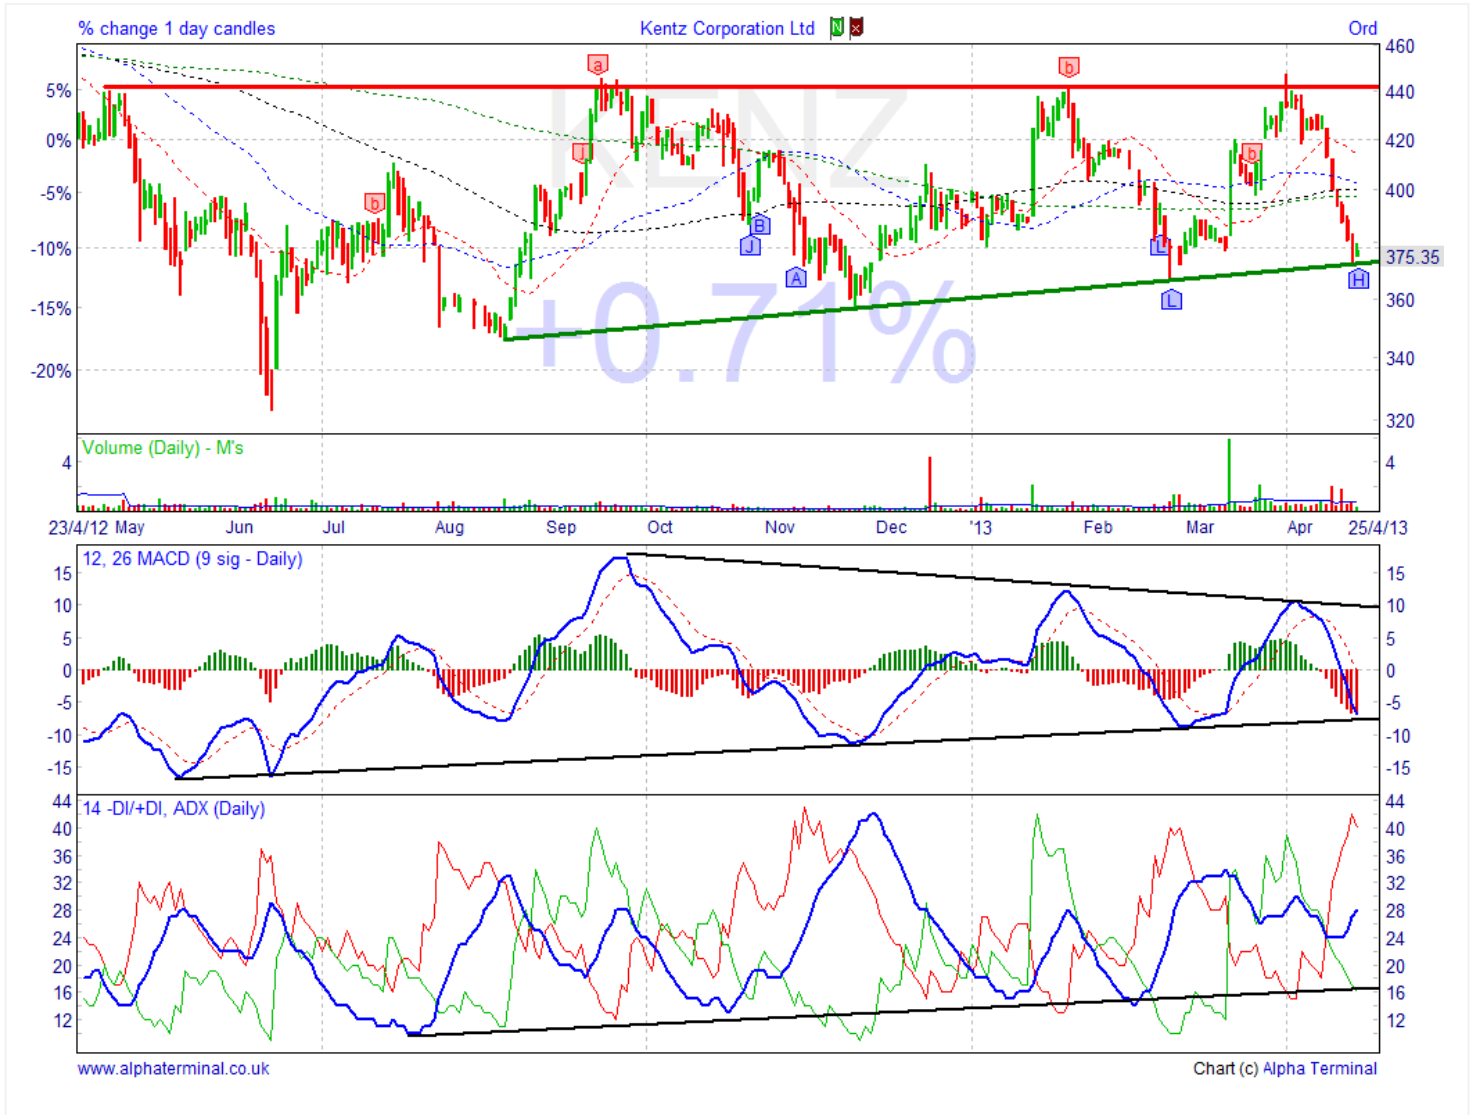 % change 1 day candles Kentz Corporation Ltd N x Ord
KENZ
+0.71%
460
5% 440
0% 420
-5% 400
-10%
375.35
-15% 360
340
-20%
320
a b
i b
b
B
J L
A H
L
Volume (Daily) - M's
4 4
23/4/12 May Jun Jul Aug Sep Oct Nov Dec '13 Feb Mar Apr 25/4/13
12, 26 MACD (9 sig - Daily)
15 15
10 10
5 5
0 0
-5 -5
-10 -10
-15 -15
14 -DI/+DI, ADX (Daily)
44 44
40 40
36 36
32 32
28 28
24 24
20 20
16 16
12 12
www.alphaterminal.co.uk Chart (c) Alpha Terminal